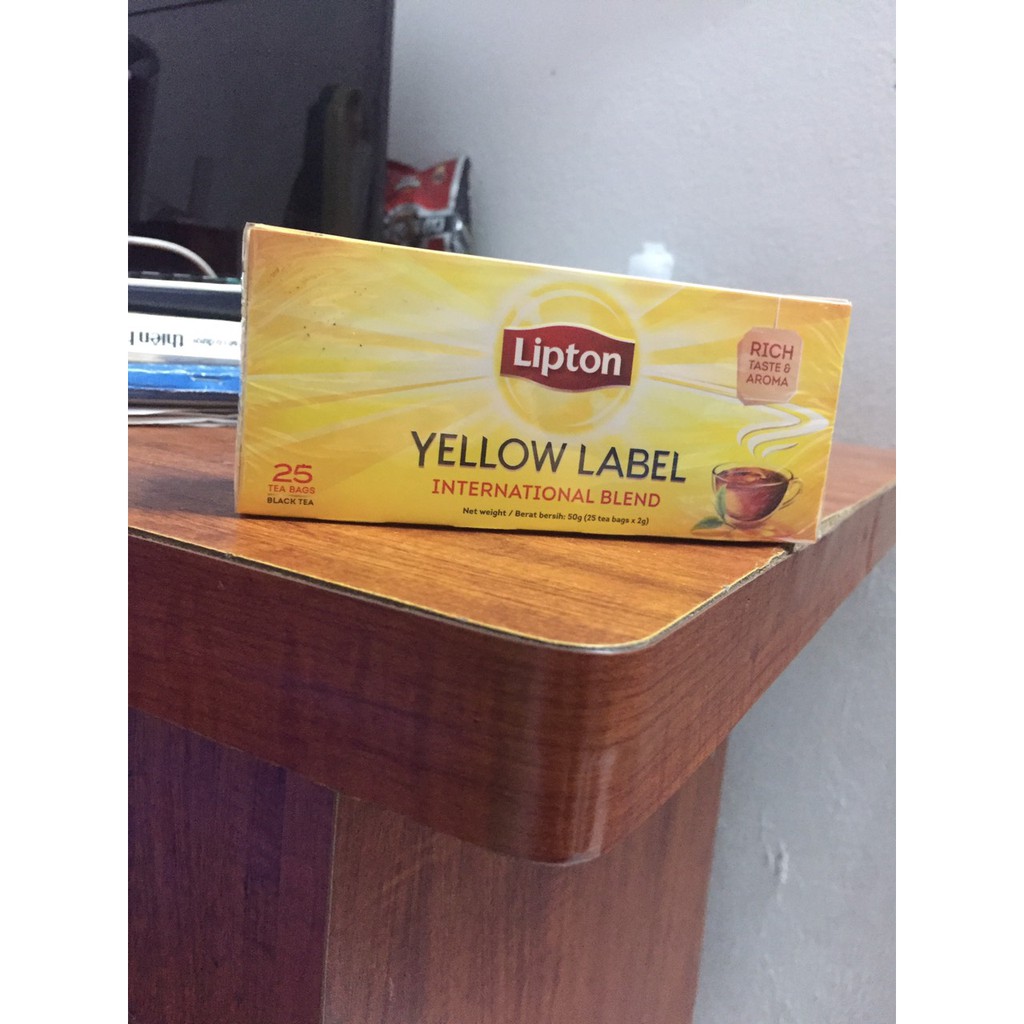 Lipton
RICH
TASTE &
AROMA
YELLOW LABEL
INTERNATIONAL BLEND
25
TEA BAGS
BLACK TEA
Net weight / Berat bersih: 50g (25 tea bags x 2g)
thiên